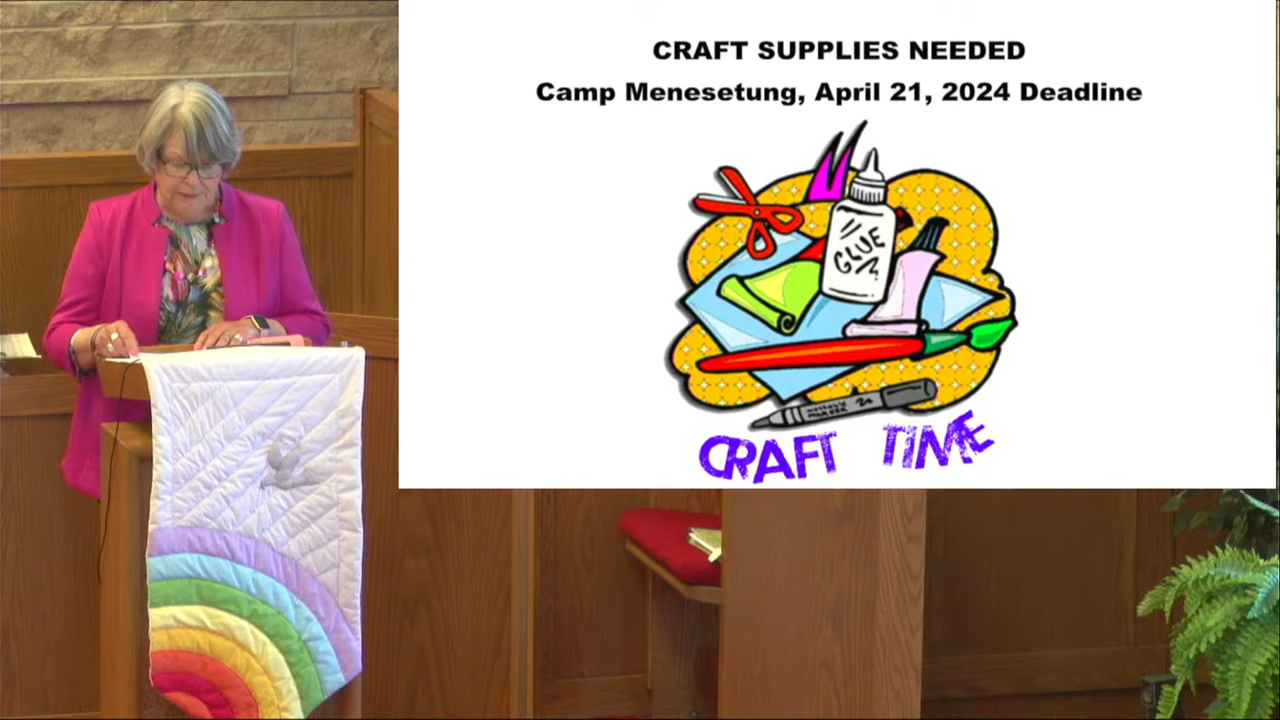 CRAFT SUPPLIES NEEDED
Camp Menesetung, April 21, 2024 Deadline
GLUE
CRAFT TIME